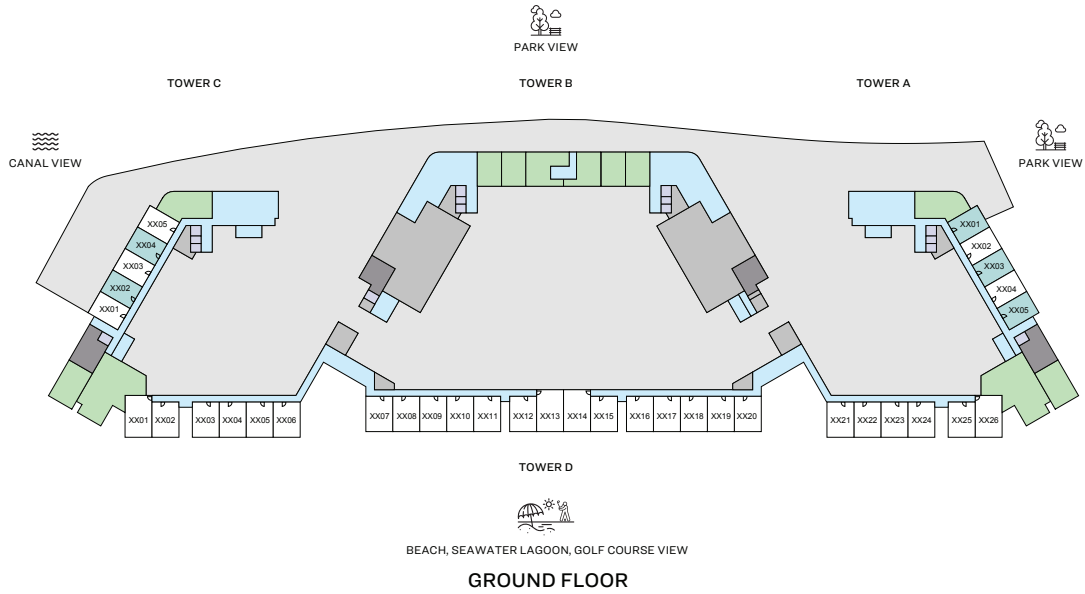 PARK VIEW
TOWER C
TOWER B
TOWER A
CANAL VIEW
PARK VIEW
XX05
XX04
XX03
XX02
XX01
XX01
XX02
XX03
XX04
XX05
XX01 XX02 XX03 XX04 XX05 XX06 XX07 XX08 XX09 XX10 XX11 XX12 XX13 XX14 XX15 XX16 XX17 XX18 XX19 XX20 XX21 XX22 XX23 XX24 XX25 XX26
TOWER D
BEACH, SEAWATER LAGOON, GOLF COURSE VIEW
GROUND FLOOR